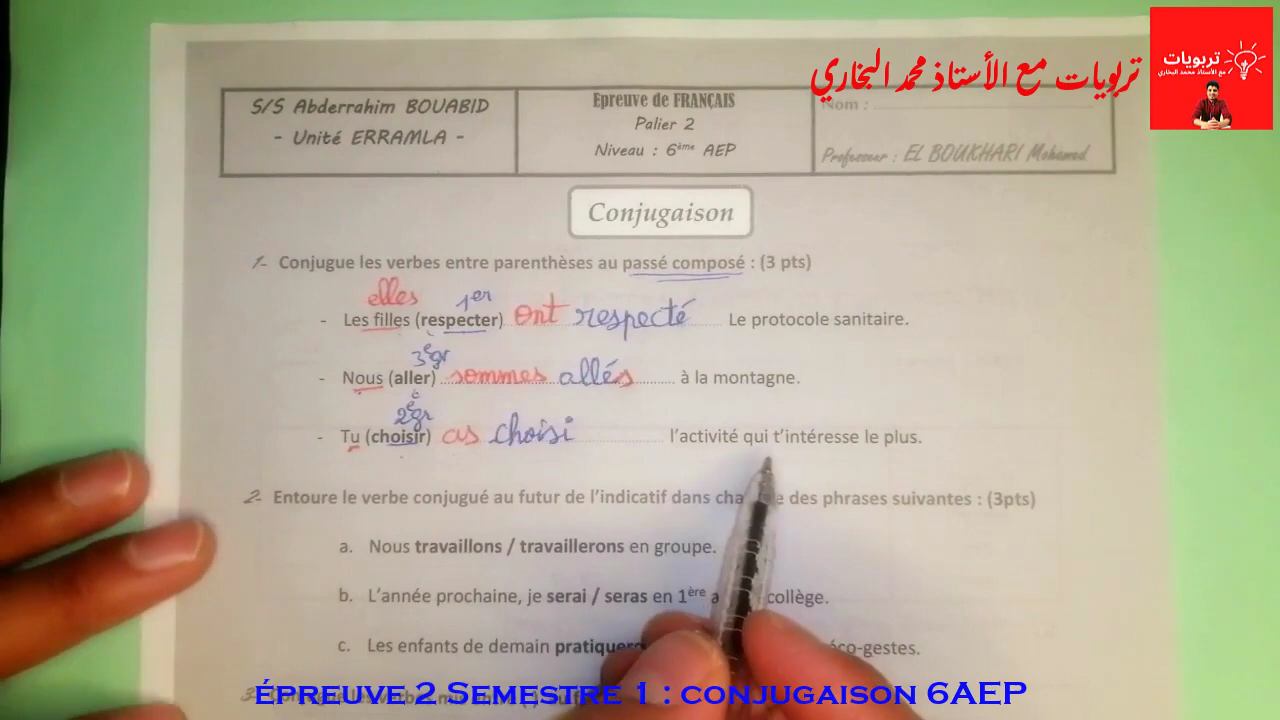 تربويات مع الأستاذ محمد البخاري
تربويات
مع الأستاذ محمد البخاري
S/S Abderrahim BOUABID
- Unité ERRAMLA -
Epreuve de FRANÇAIS
Palier 2
Niveau : 6ème AEP
Nom :
Professeur : EL BOUKHARI Mohamed
Conjugaison
1- Conjugue les verbes entre parenthèses au passé composé : (3 pts)
elles 1er
- Les filles (respecter) ont respecté Le protocole sanitaire.
3e gr
- Nous (aller) sommes allés à la montagne.
2e gr
- Tu (choisir) as choisi l'activité qui t'intéresse le plus.
2- Entoure le verbe conjugué au futur de l'indicatif dans des phrases suivantes : (3pts)
a. Nous travaillons / travaillerons en groupe.
b. L'année prochaine, je serai / seras en 1ère collège.
c. Les enfants de demain éco-gestes.
épreuve 2 Semestre 1 : conjugaison 6AEP